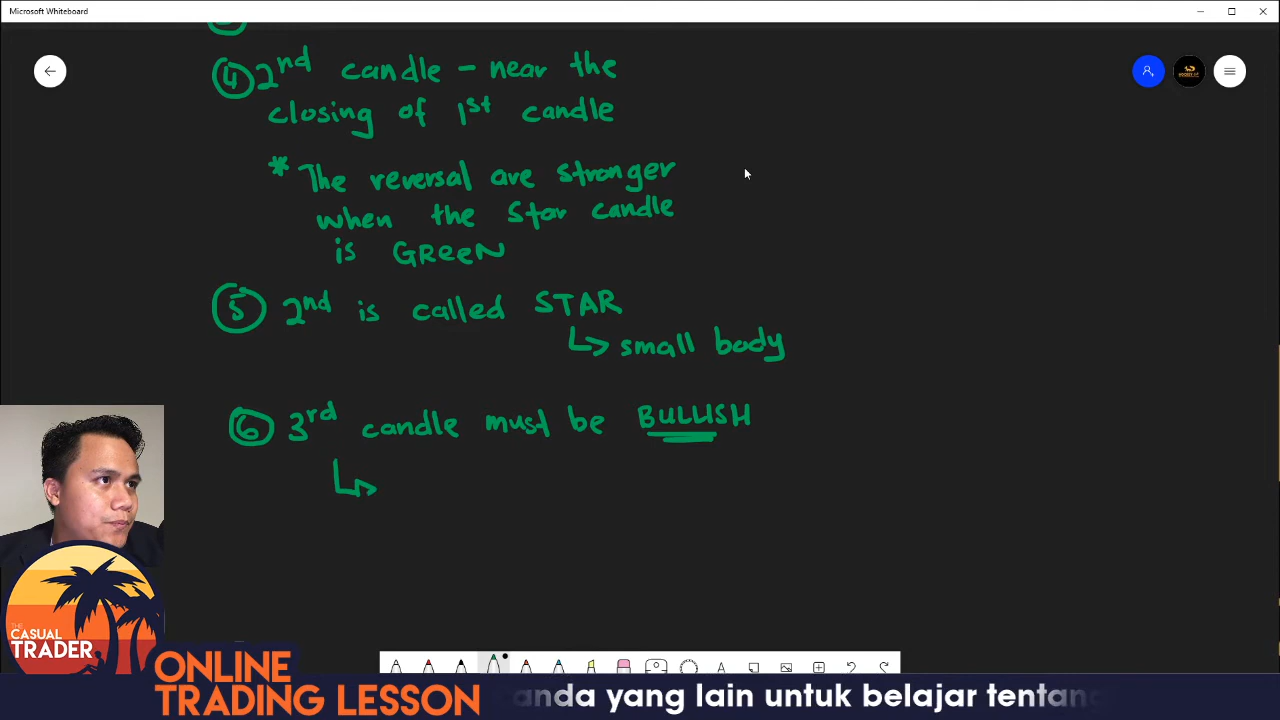 Microsoft Whiteboard
④ 2nd candle - near the
closing of 1st candle
* The reversal are stronger
when the Star candle
is GReeN
⑤ 2nd is called STAR
↳ small body
⑥ 3rd candle must be BULLISH
↳
THE
CASUAL
TRADER
ONLINE
TRADING LESSON
anda yang lain untuk belajar tentang